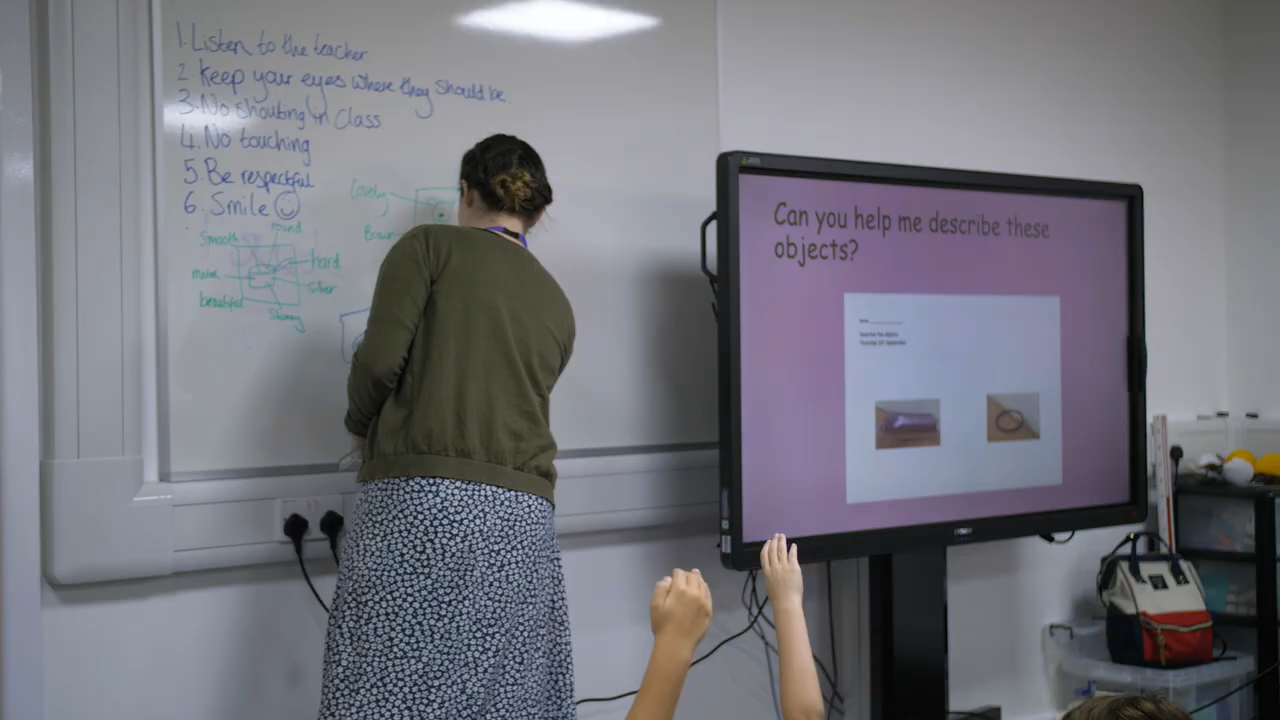 1. Listen to the teacher
2. Keep your eyes where they should be.
3. No shouting in class
4. No touching
5. Be respectful
6. Smile
Lovely
Brown
Smooth
round
hard
metal
silver
beautiful
Shiney
Can you help me describe these
objects?